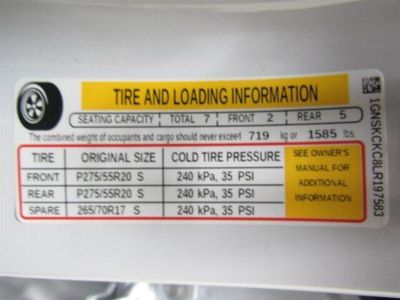 TIRE AND LOADING INFORMATION
SEATING CAPACITY TOTAL 7 FRONT 2 REAR 5
The combined weight of occupants and cargo should never exceed 719 kg or 1585 lbs.
TIRE ORIGINAL SIZE COLD TIRE PRESSURE
FRONT P275/55R20 S 240 kPa, 35 PSI
REAR P275/55R20 S 240 kPa, 35 PSI
SPARE 265/70R17 S 240 kPa, 35 PSI
SEE OWNER'S
MANUAL FOR
ADDITIONAL
INFORMATION
1GNSKCKC8LR197583